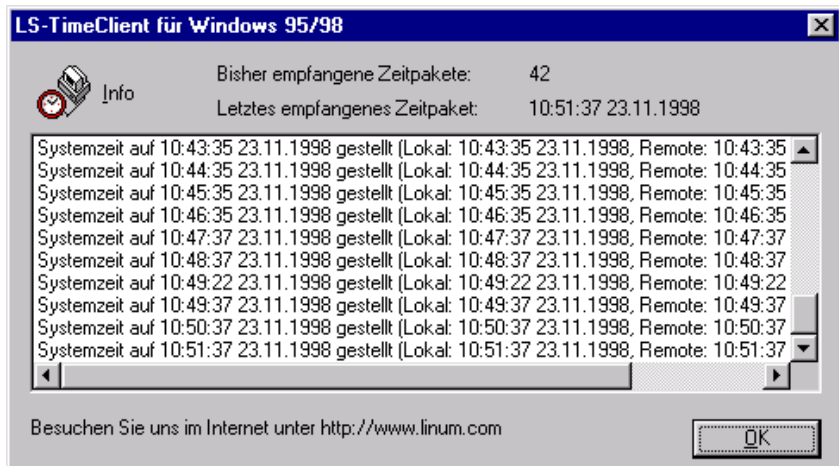 LS-TimeClient für Windows 95/98
Info
Bisher empfangene Zeitpakete: 42
Letztes empfangenes Zeitpaket: 10:51:37 23.11.1998
Systemzeit auf 10:43:35 23.11.1998 gestellt (Lokal: 10:43:35 23.11.1998, Remote: 10:43:35
Systemzeit auf 10:44:35 23.11.1998 gestellt (Lokal: 10:44:35 23.11.1998, Remote: 10:44:35
Systemzeit auf 10:45:35 23.11.1998 gestellt (Lokal: 10:45:35 23.11.1998, Remote: 10:45:35
Systemzeit auf 10:46:35 23.11.1998 gestellt (Lokal: 10:46:35 23.11.1998, Remote: 10:46:35
Systemzeit auf 10:47:37 23.11.1998 gestellt (Lokal: 10:47:37 23.11.1998, Remote: 10:47:37
Systemzeit auf 10:48:37 23.11.1998 gestellt (Lokal: 10:48:37 23.11.1998, Remote: 10:48:37
Systemzeit auf 10:49:22 23.11.1998 gestellt (Lokal: 10:49:22 23.11.1998, Remote: 10:49:22
Systemzeit auf 10:49:37 23.11.1998 gestellt (Lokal: 10:49:37 23.11.1998, Remote: 10:49:37
Systemzeit auf 10:50:37 23.11.1998 gestellt (Lokal: 10:50:37 23.11.1998, Remote: 10:50:37
Systemzeit auf 10:51:37 23.11.1998 gestellt (Lokal: 10:51:37 23.11.1998, Remote: 10:51:37
Besuchen Sie uns im Internet unter http://www.linum.com
OK